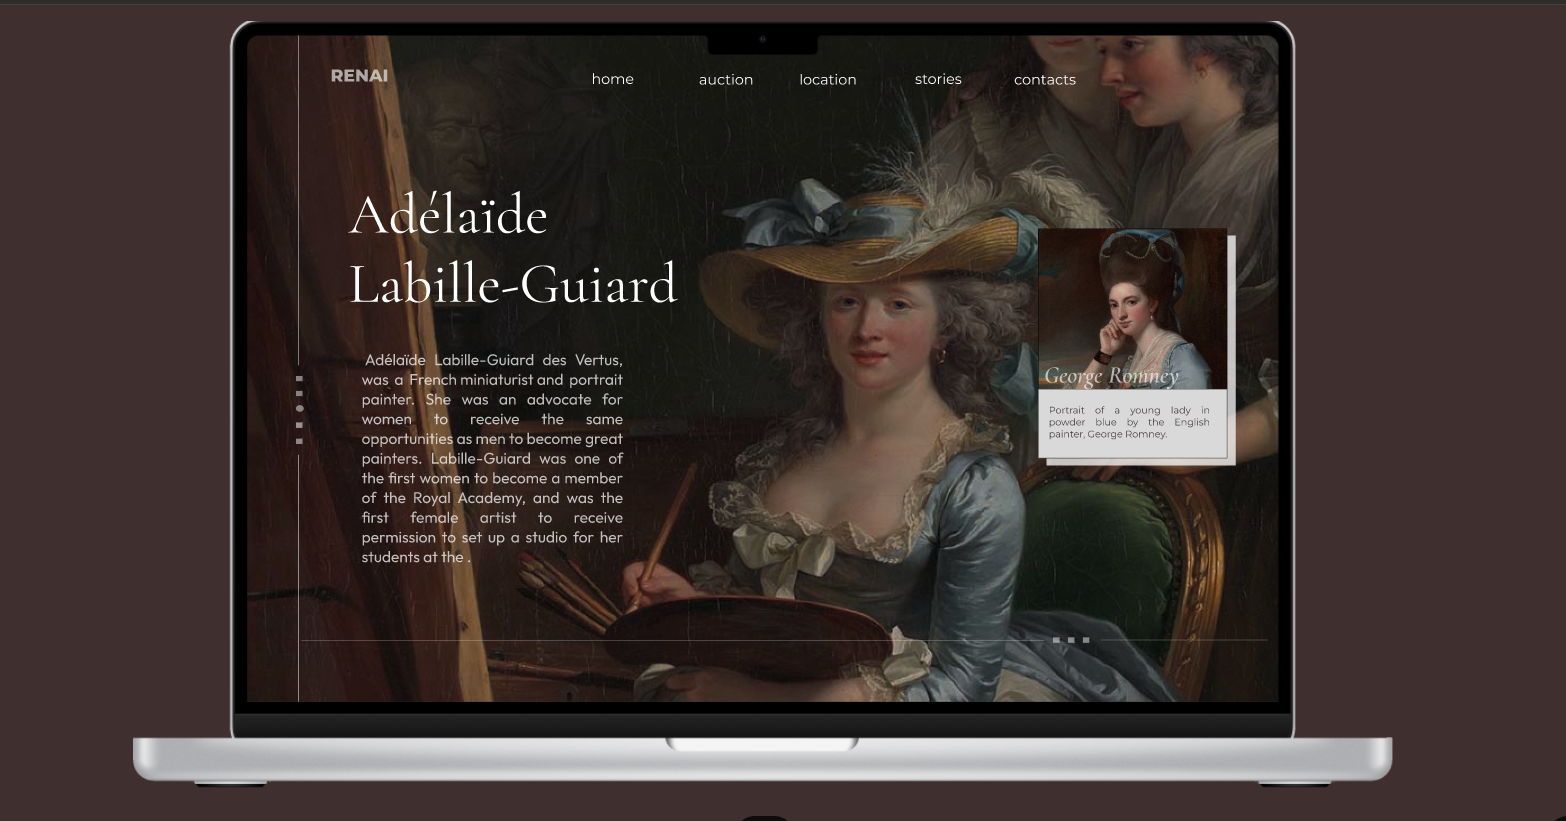 RENAI
home auction location stories contacts
Adélaïde
Labille-Guiard
Adélaïde Labille-Guiard des Vertus,
was a French miniaturist and portrait
painter. She was an advocate for
women to receive the same
opportunities as men to become great
painters. Labille-Guiard was one of
the first women to become a member
of the Royal Academy, and was the
first female artist to receive
permission to set up a studio for her
students at the .
George Romney
Portrait of a young lady in
powder blue by the English
painter, George Romney.